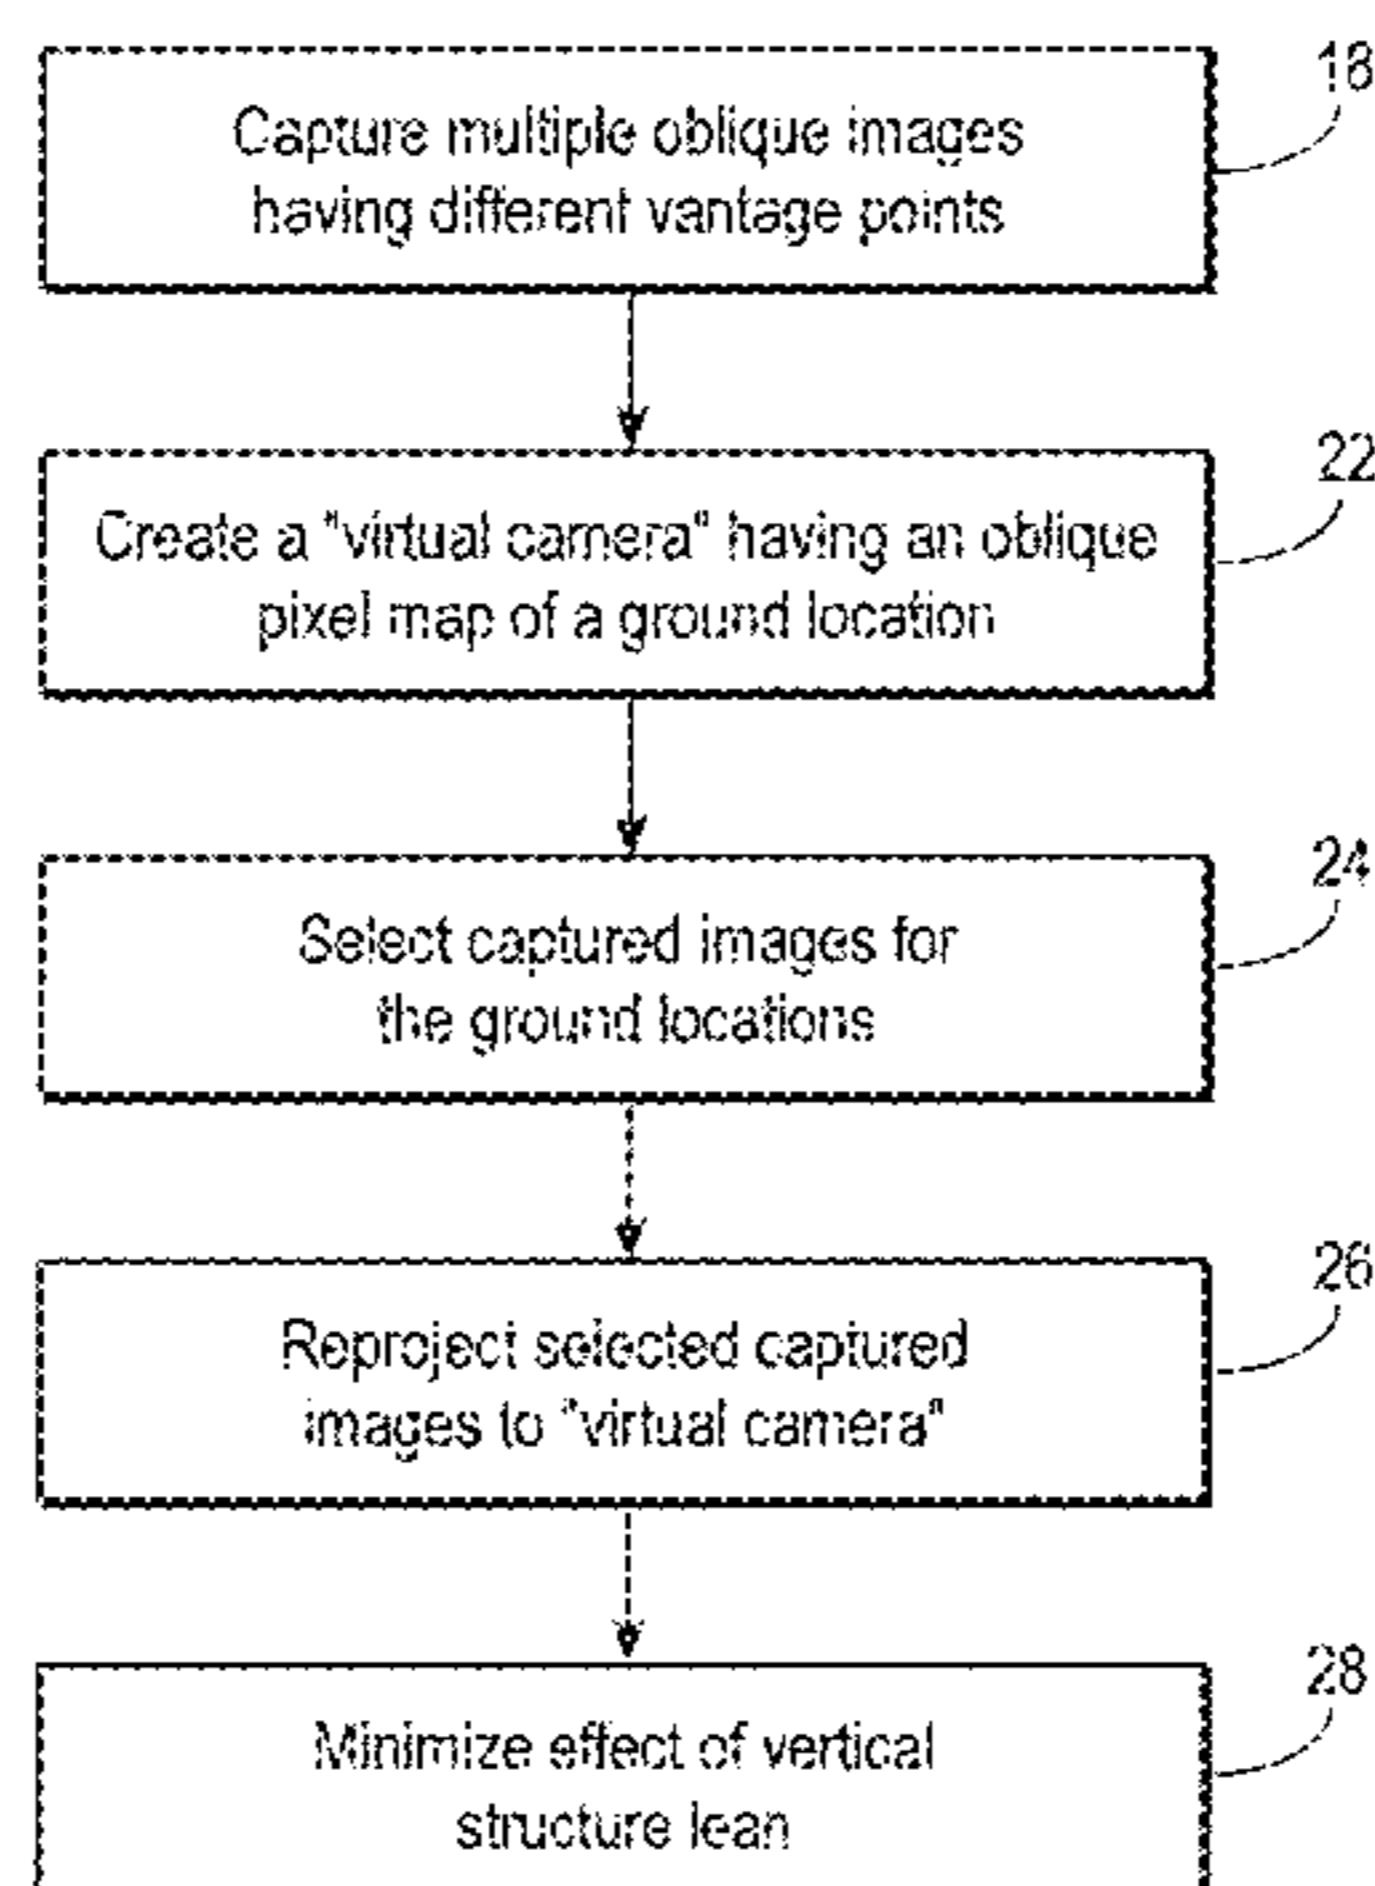 18
Capture multiple oblique images
having different vantage points
22
Create a "virtual camera" having an oblique
pixel map of a ground location
24
Select captured images for
the ground locations
26
Reproject selected captured
images to "virtual camera"
28
Minimize effect of vertical
structure lean